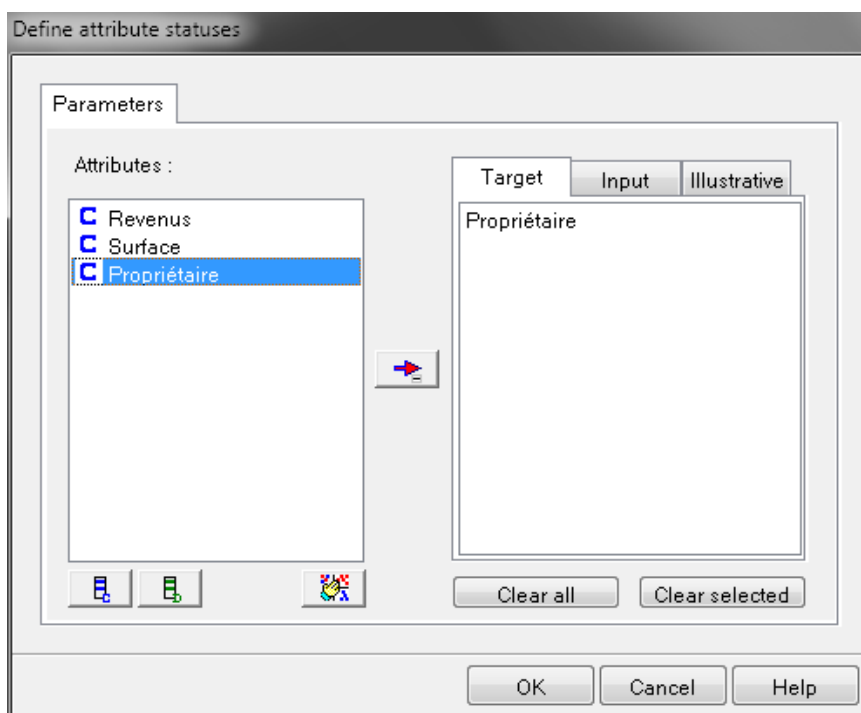 Define attribute statuses
Parameters
Attributes :
C Revenus
C Surface
C Propriétaire
Target
Input
Illustrative
Propriétaire
Clear all
Clear selected
OK
Cancel
Help